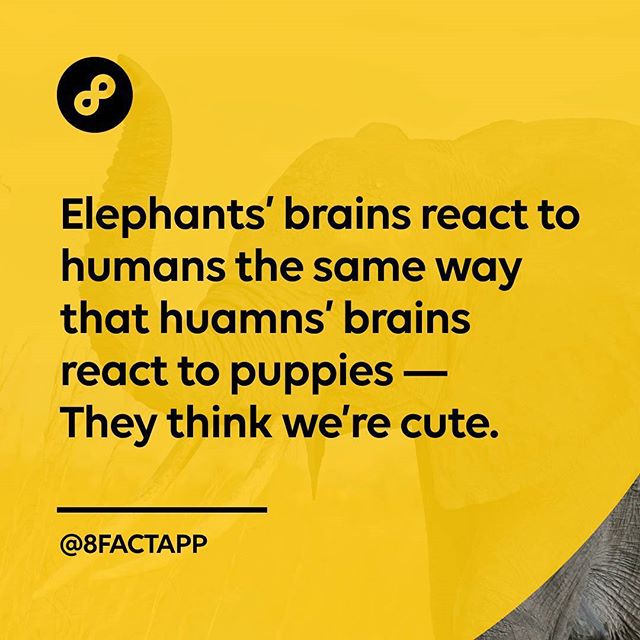 Elephants’ brains react to
humans the same way
that huamns’ brains
react to puppies —
They think we’re cute.
@8FACTAPP